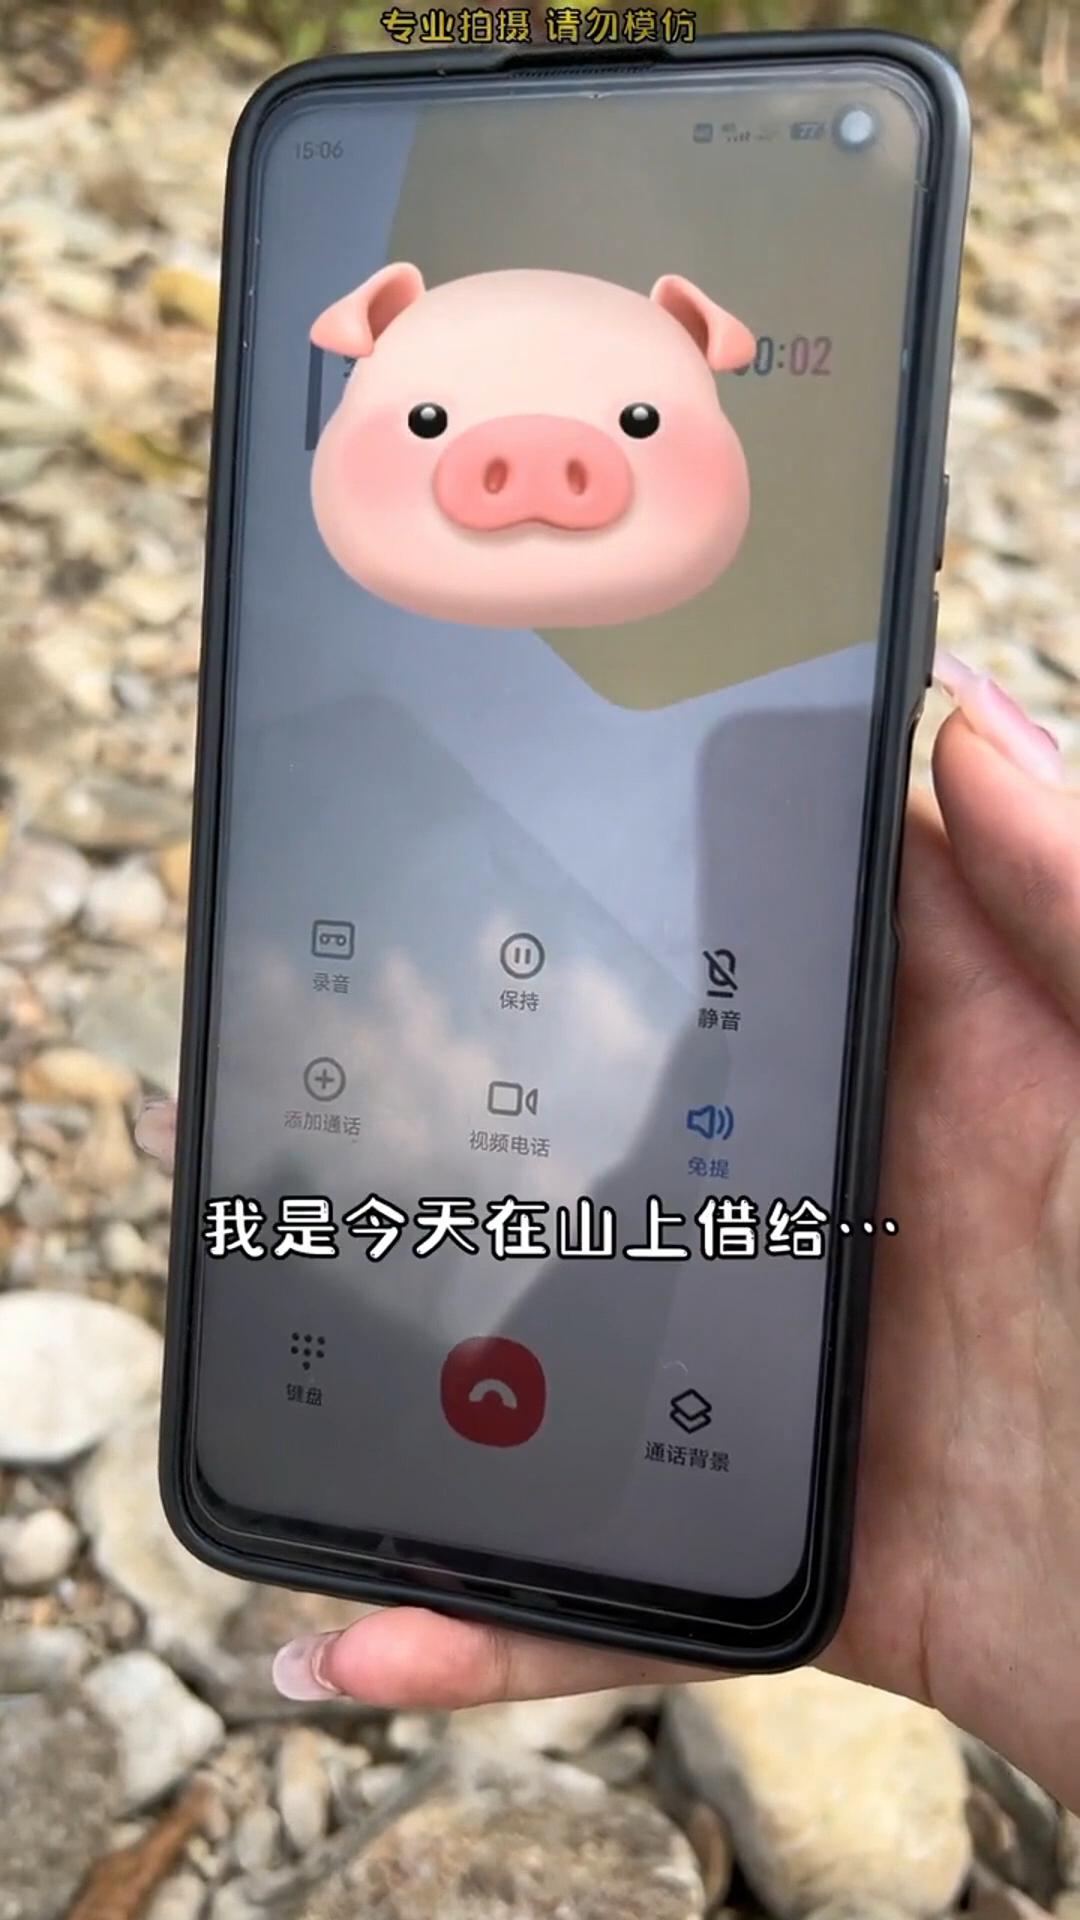 专业拍摄 请勿模仿
15:06
0:02
录音
保持
静音
添加通话
视频电话
免提
我是今天在山上借给…
键盘
通话背景